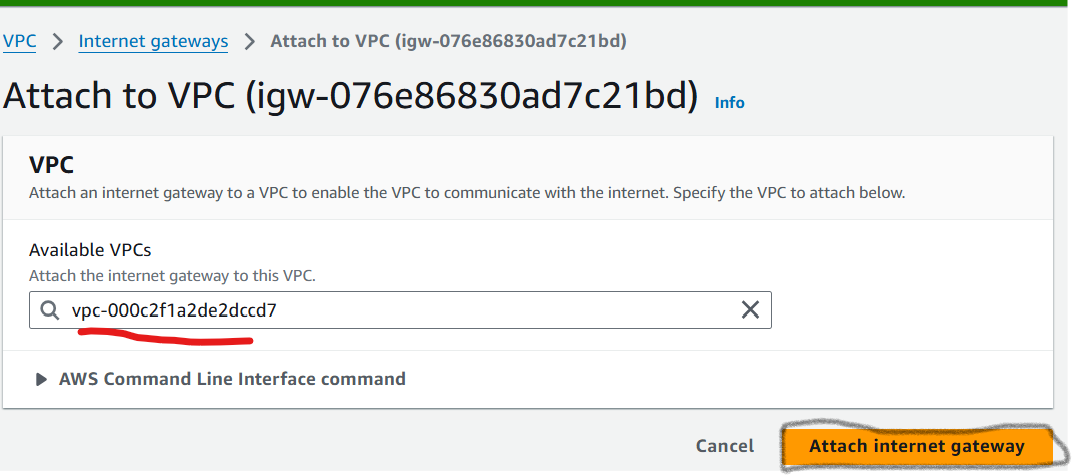 VPC > Internet gateways > Attach to VPC (igw-076e86830ad7c21bd)
Attach to VPC (igw-076e86830ad7c21bd) Info
VPC
Attach an internet gateway to a VPC to enable the VPC to communicate with the internet. Specify the VPC to attach below.
Available VPCs
Attach the internet gateway to this VPC.
vpc-000c2f1a2de2dccd7
AWS Command Line Interface command
Cancel Attach internet gateway